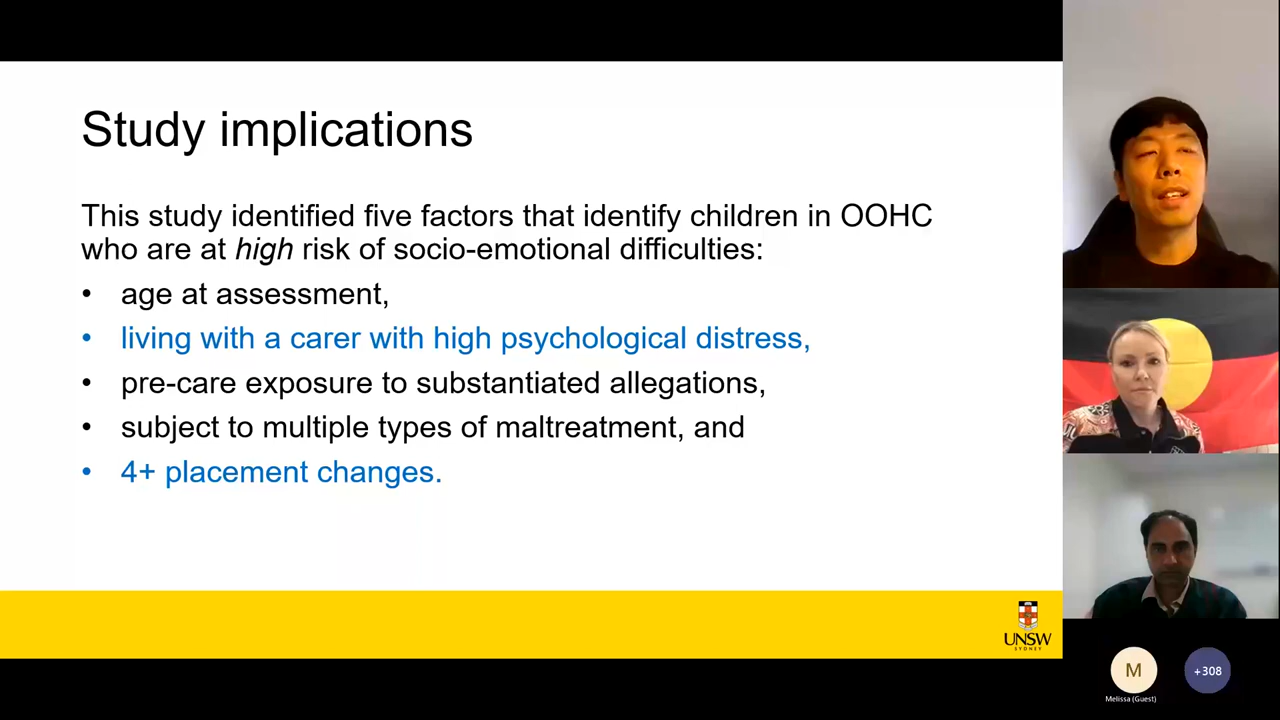 Study implications
This study identified five factors that identify children in OOHC
who are at high risk of socio-emotional difficulties:
• age at assessment,
• living with a carer with high psychological distress,
• pre-care exposure to substantiated allegations,
• subject to multiple types of maltreatment, and
• 4+ placement changes.
UNSW
SYDNEY
M
+308
Melissa (Guest)